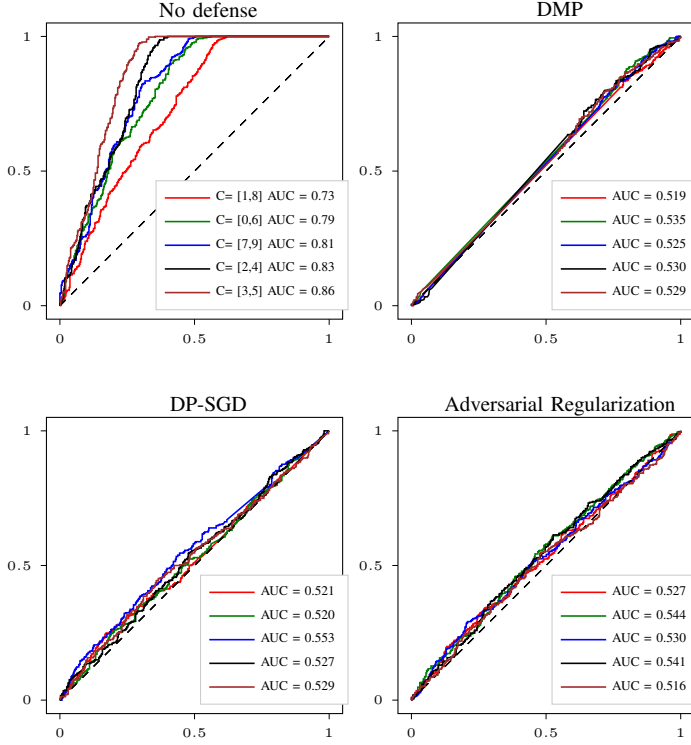 No defense
1
0.5
0
0
0.5
1
C= [1,8] AUC = 0.73
C= [0,6] AUC = 0.79
C= [7,9] AUC = 0.81
C= [2,4] AUC = 0.83
C= [3,5] AUC = 0.86
DMP
1
0.5
0
0
0.5
1
AUC = 0.519
AUC = 0.535
AUC = 0.525
AUC = 0.530
AUC = 0.529
DP-SGD
1
0.5
0
0
0.5
1
AUC = 0.521
AUC = 0.520
AUC = 0.553
AUC = 0.527
AUC = 0.529
Adversarial Regularization
1
0.5
0
0
0.5
1
AUC = 0.527
AUC = 0.544
AUC = 0.530
AUC = 0.541
AUC = 0.516